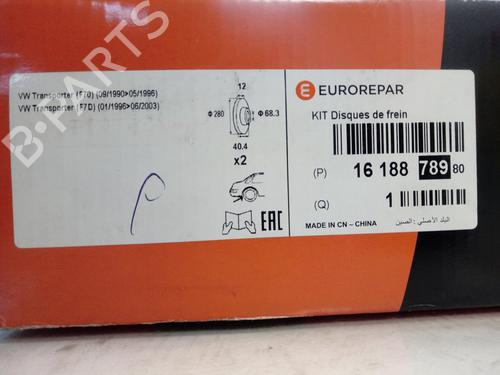 VW Transporter (F70) (09/1990>05/1996)
VW Transporter (F7D) (01/1996>06/2003)
12
Φ 280
Φ 68.3
40.4
x2
EAC
EUROREPAR
KIT Disques de frein
(P) 16 188 789 80
(Q) 1
MADE IN CN - CHINA
البلد الأصلي : الصين
B-PARTS